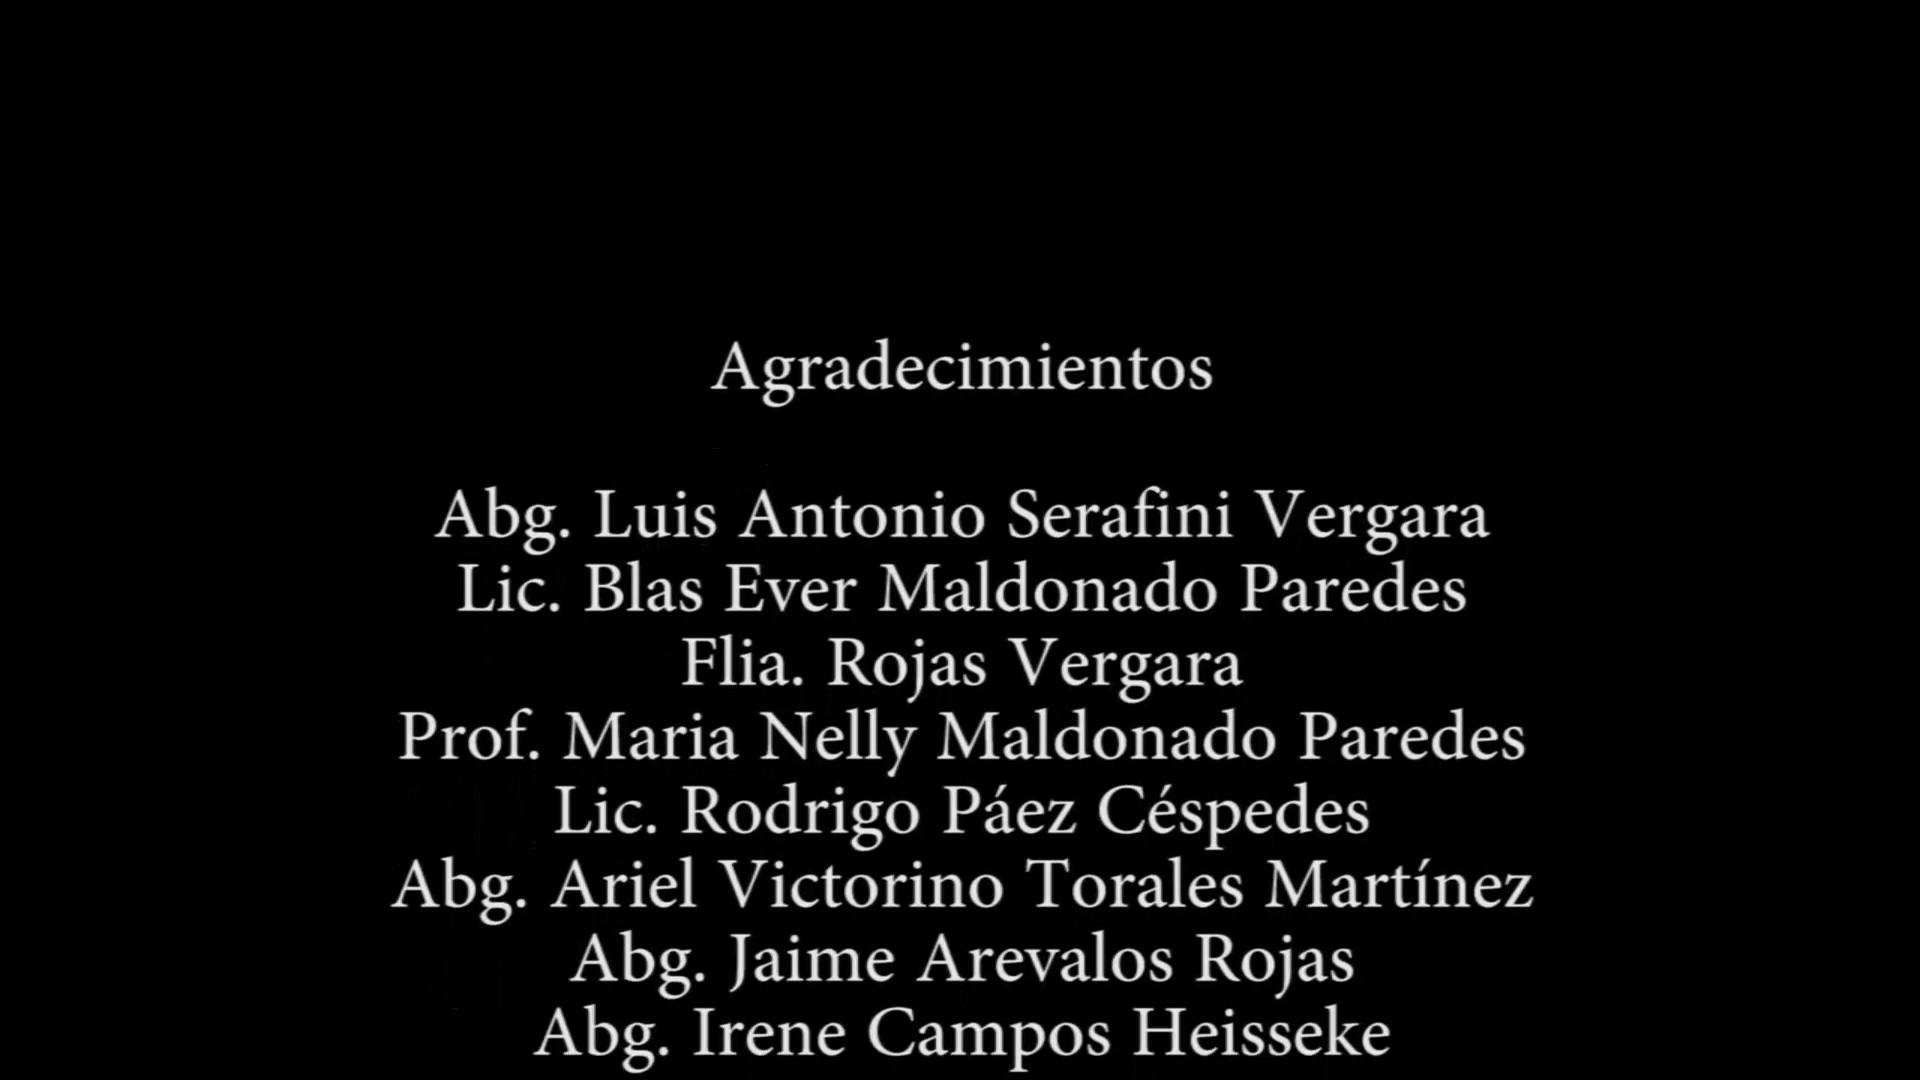 Agradecimientos
Abg. Luis Antonio Serafini Vergara
Lic. Blas Ever Maldonado Paredes
Flia. Rojas Vergara
Prof. Maria Nelly Maldonado Paredes
Lic. Rodrigo Páez Céspedes
Abg. Ariel Victorino Torales Martínez
Abg. Jaime Arevalos Rojas
Abg. Irene Campos Heisseke